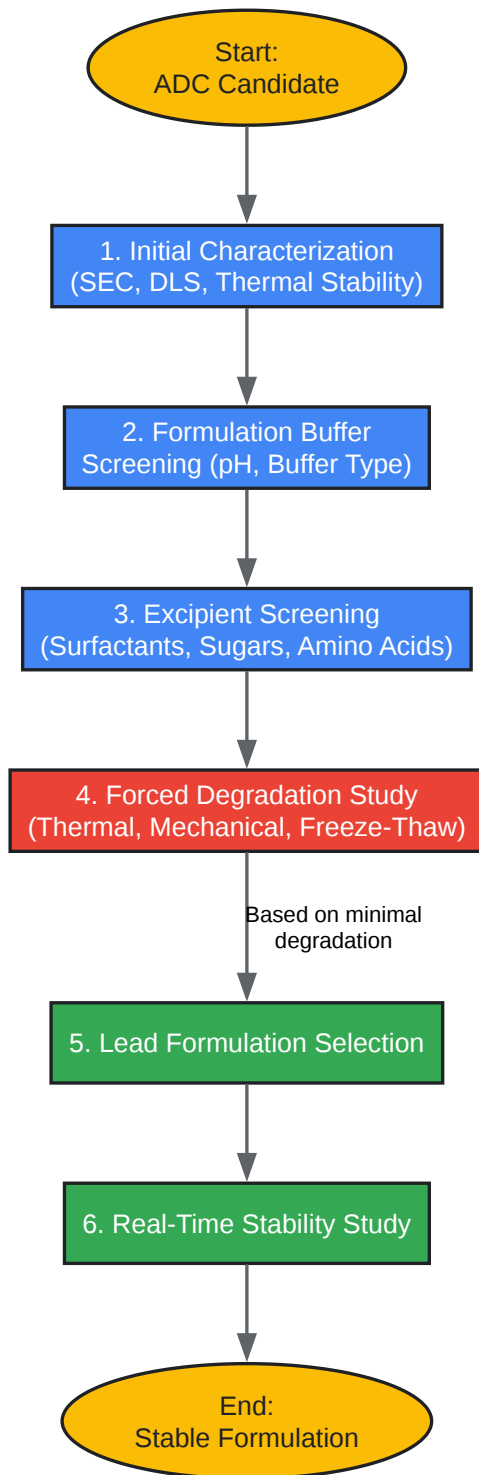 Start:
ADC Candidate
1. Initial Characterization
(SEC, DLS, Thermal Stability)
2. Formulation Buffer
Screening (pH, Buffer Type)
3. Excipient Screening
(Surfactants, Sugars, Amino Acids)
4. Forced Degradation Study
(Thermal, Mechanical, Freeze-Thaw)
Based on minimal
degradation
5. Lead Formulation Selection
6. Real-Time Stability Study
End:
Stable Formulation